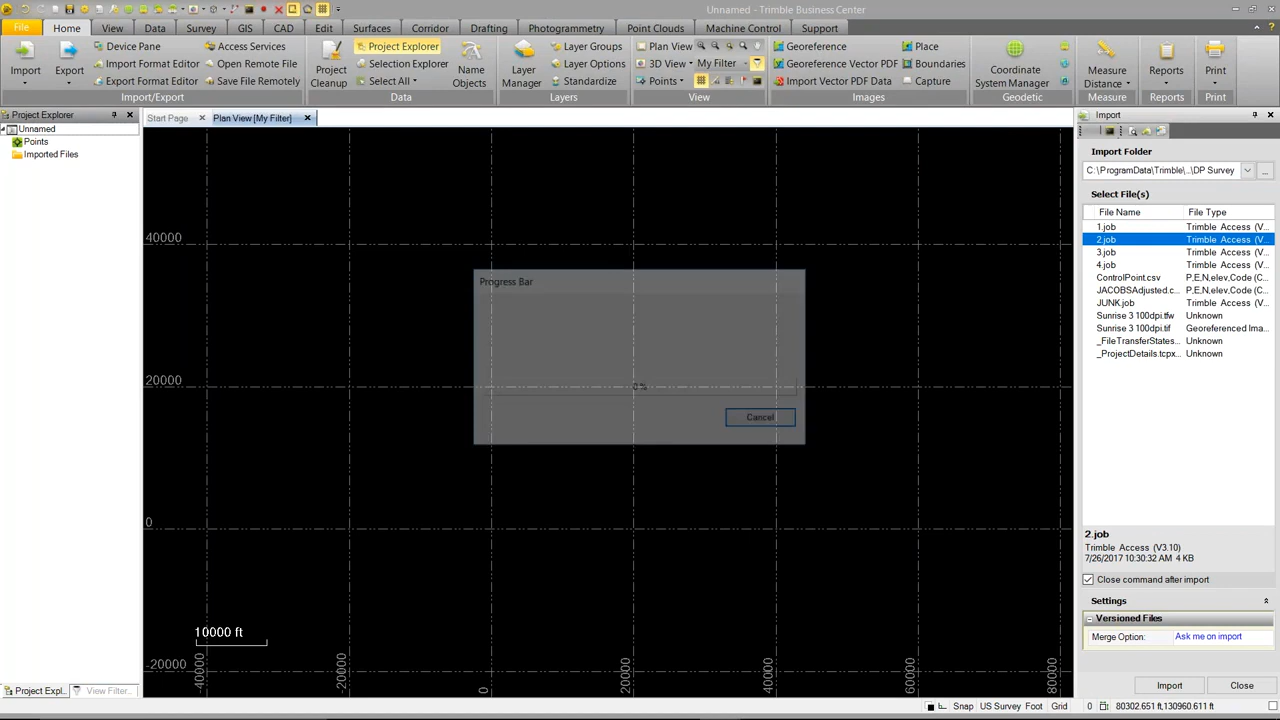 Unnamed - Trimble Business Center
File Home View Data Survey GIS CAD Edit Surfaces Corridor Drafting Photogrammetry Point Clouds Machine Control Support
Import
Export
Device Pane
Import Format Editor
Export Format Editor
Access Services
Open Remote File
Save File Remotely
Import/Export
Project
Cleanup
Project Explorer
Selection Explorer
Select All
Name
Objects
Data
Layer
Manager
Layer Groups
Layer Options
Standardize
Layers
Plan View
3D View
My Filter
Points
View
Georeference
Georeference Vector PDF
Import Vector PDF Data
Place
Boundaries
Capture
Images
Coordinate
System Manager
Geodetic
Measure
Distance
Measure
Reports
Reports
Print
Print
Project Explorer
Unnamed
Points
Imported Files
Start Page
Plan View [My Filter]
40000
20000
0
-20000
10000 ft
-40000
-20000
0
20000
40000
60000
80000
Progress Bar
0 %
Cancel
Import
Import Folder
C:\ProgramData\Trimble\...\DP Survey
...
Select File(s)
File Name File Type
1.job Trimble Access (V...
2.job Trimble Access (V...
3.job Trimble Access (V...
4.job Trimble Access (V...
ControlPoint.csv P,E,N,elev,Code (C...
JACOBSAdjusted.c... P,E,N,elev,Code (C...
JUNK.job Trimble Access (V...
Sunrise 3 100dpi.tfw Unknown
Sunrise 3 100dpi.tif Georeferenced Ima...
_FileTransferStates... Unknown
_ProjectDetails.tcpx... Unknown
2.job
Trimble Access (V3.10)
7/26/2017 10:30:32 AM 4 KB
Close command after import
Settings
Versioned Files
Merge Option: Ask me on import
Import Close
Project Expl... View Filter...
Snap US Survey Foot Grid 0 80302.651 ft,130960.611 ft